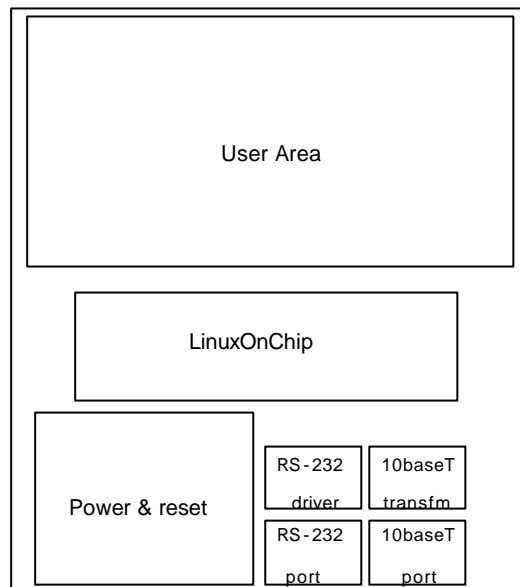 User Area
LinuxOnChip
Power & reset
RS-232
driver
10baseT
transfm
RS-232
port
10baseT
port